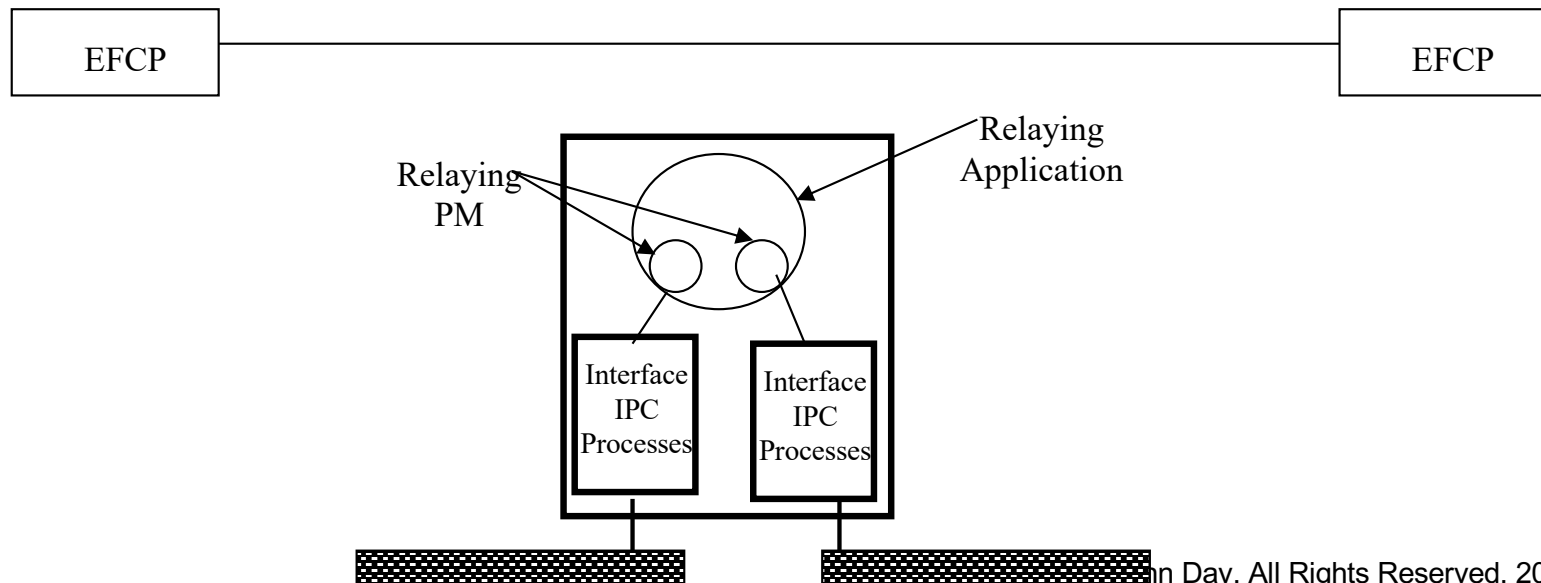 EFCP
EFCP
Relaying
Application
Relaying
PM
Interface
IPC
Processes
Interface
IPC
Processes
Day. All Rights Reserved. 20